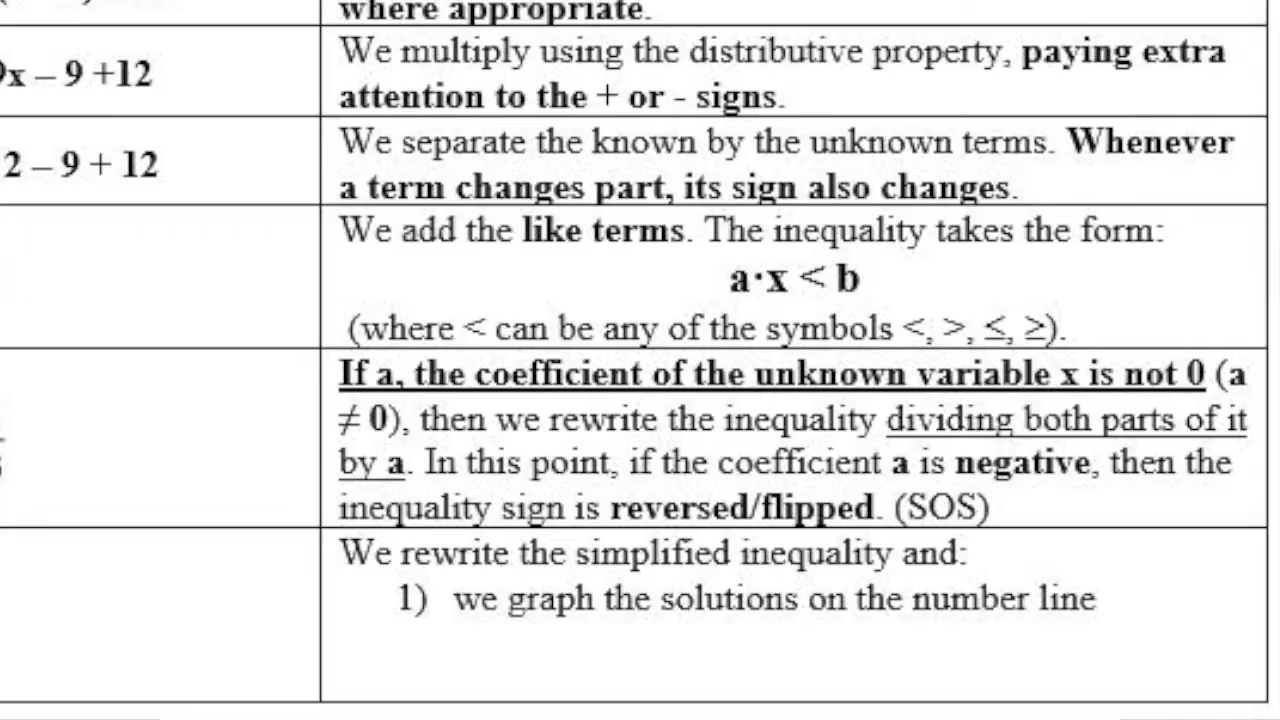 where appropriate.
x – 9 +12
We multiply using the distributive property, paying extra
attention to the + or - signs.
2 – 9 + 12
We separate the known by the unknown terms. Whenever
a term changes part, its sign also changes.
We add the like terms. The inequality takes the form:
a·x < b
(where < can be any of the symbols <, >, ≤, ≥).
If a, the coefficient of the unknown variable x is not 0 (a
≠ 0), then we rewrite the inequality dividing both parts of it
by a. In this point, if the coefficient a is negative, then the
inequality sign is reversed/flipped. (SOS)
We rewrite the simplified inequality and:
1) we graph the solutions on the number line